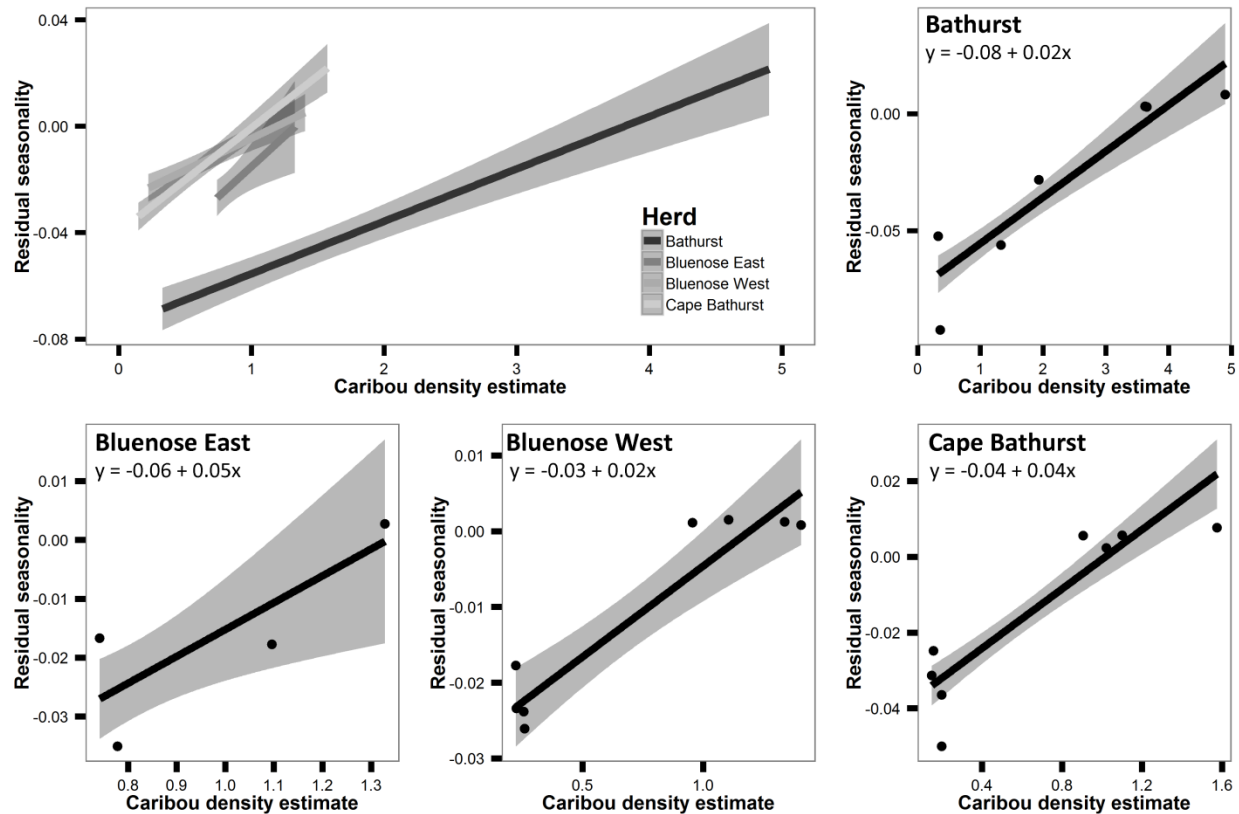 0.04
0.00
-0.04
-0.08
Residual seasonality
0
1
2
3
4
5
Caribou density estimate
Herd
Bathurst
Bluenose East
Bluenose West
Cape Bathurst
Bathurst
y = -0.08 + 0.02x
0.00
-0.05
Residual seasonality
0
1
2
3
4
5
Caribou density estimate
Bluenose East
y = -0.06 + 0.05x
0.01
0.00
-0.01
-0.02
-0.03
Residual seasonality
0.8
0.9
1.0
1.1
1.2
1.3
Caribou density estimate
Bluenose West
y = -0.03 + 0.02x
0.01
0.00
-0.01
-0.02
-0.03
Residual seasonality
0.5
1.0
Caribou density estimate
Cape Bathurst
y = -0.04 + 0.04x
0.02
0.00
-0.02
-0.04
Residual seasonality
0.4
0.8
1.2
1.6
Caribou density estimate